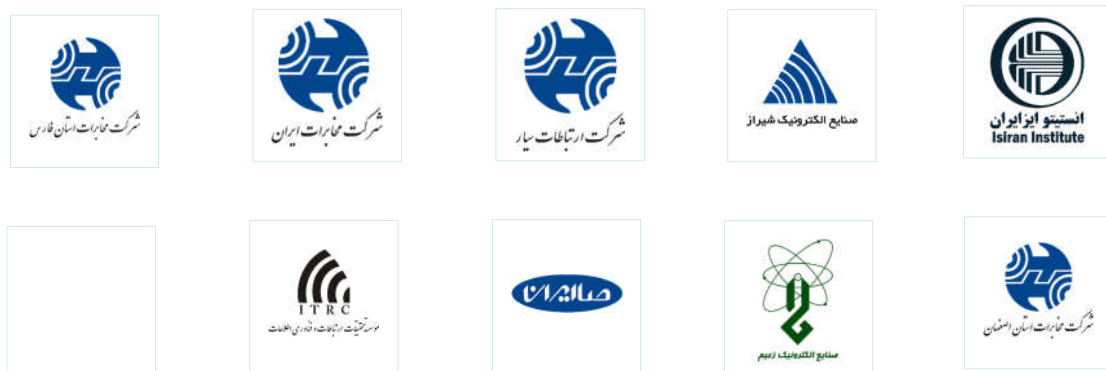 شرکت مخابرات استان فارس
شرکت مخابرات ایران
شرکت ارتباطات سیار
صنایع الکترونیک شیراز
انستیتو ایزایران
Isiran Institute
ITRC
موسسه تحقیقات ارتباطات و فناوری اطلاعات
صاایران
صنایع الکترونیک زعیم
شرکت مخابرات استان اصفهان